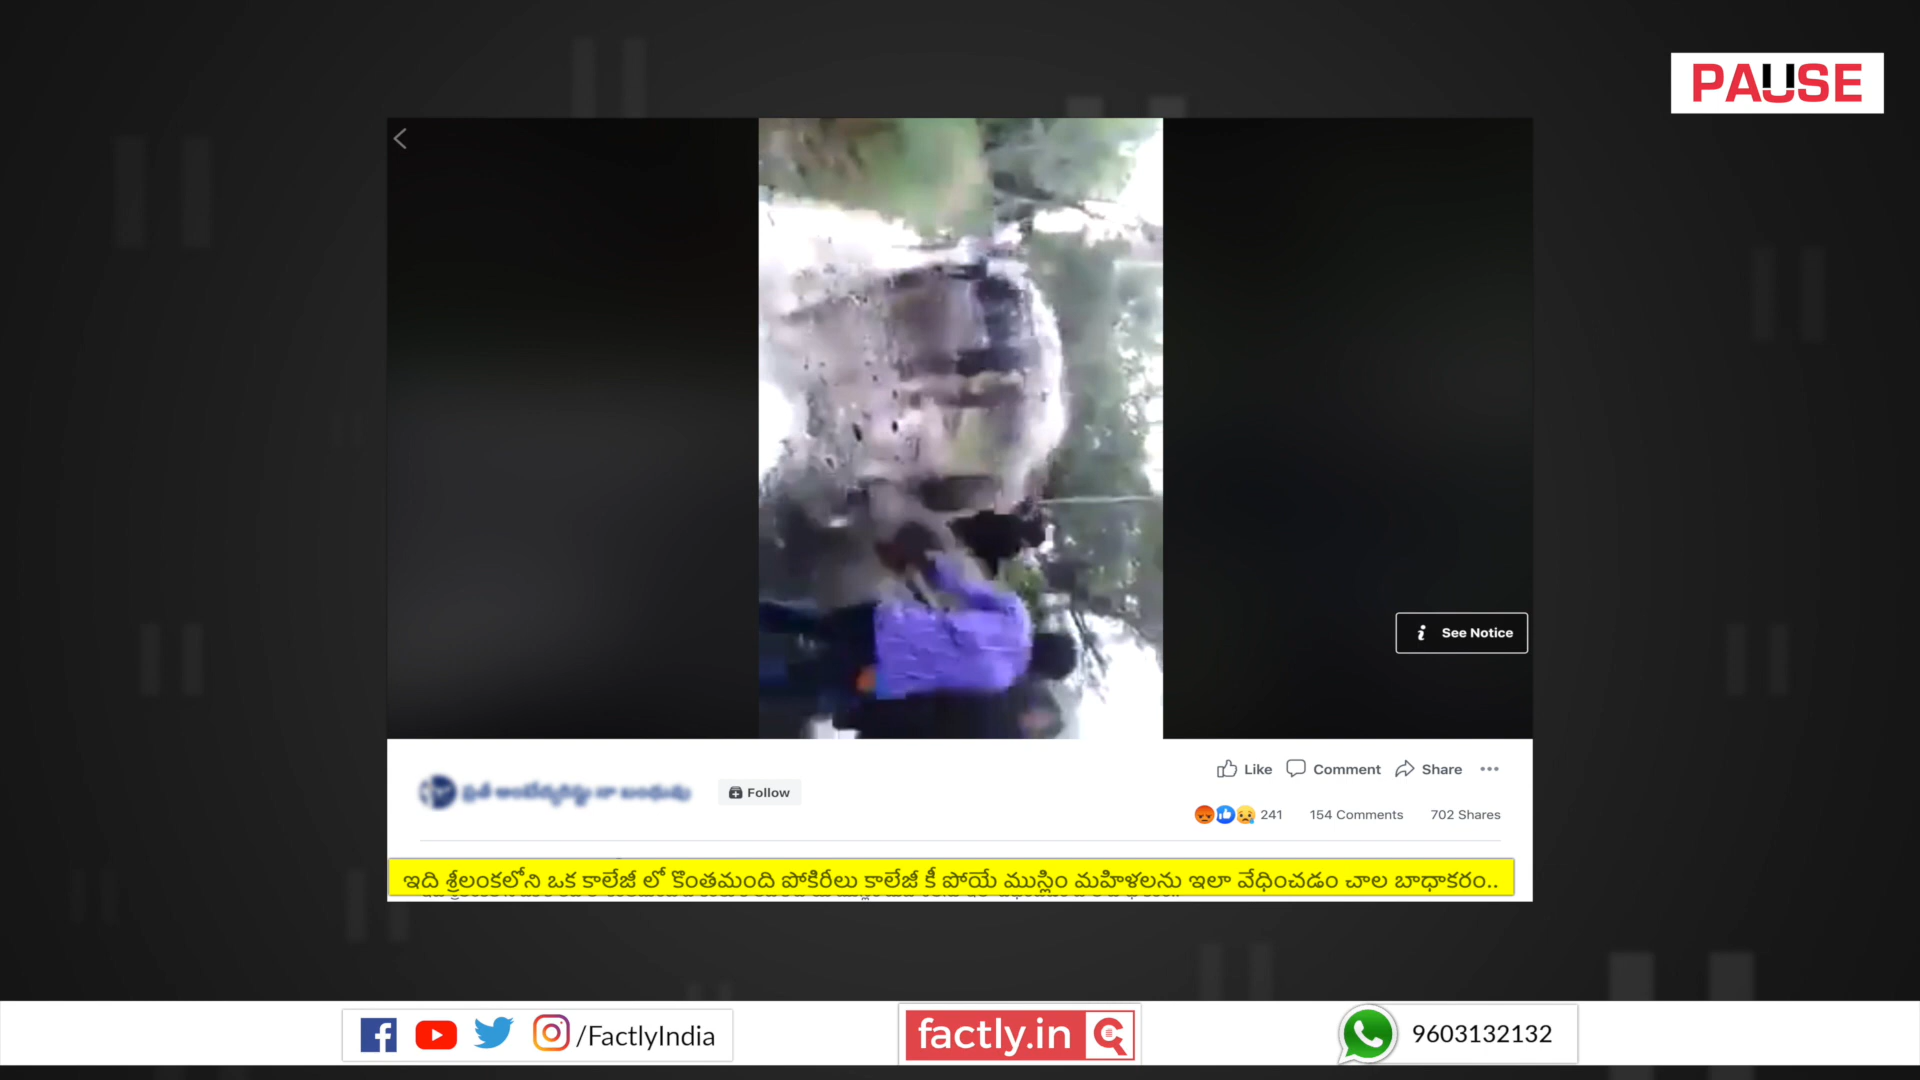 PAUSE
See Notice
Like Comment Share
Follow
241 154 Comments 702 Shares
ఇది శ్రీలంకలోని ఒక కాలేజీ లో కొంతమంది పోకిరీలు కాలేజీ కీ పోయే ముస్లిం మహిళలను ఇలా వేధించడం చాల బాధాకరం..
/FactlyIndia
factly.in
9603132132